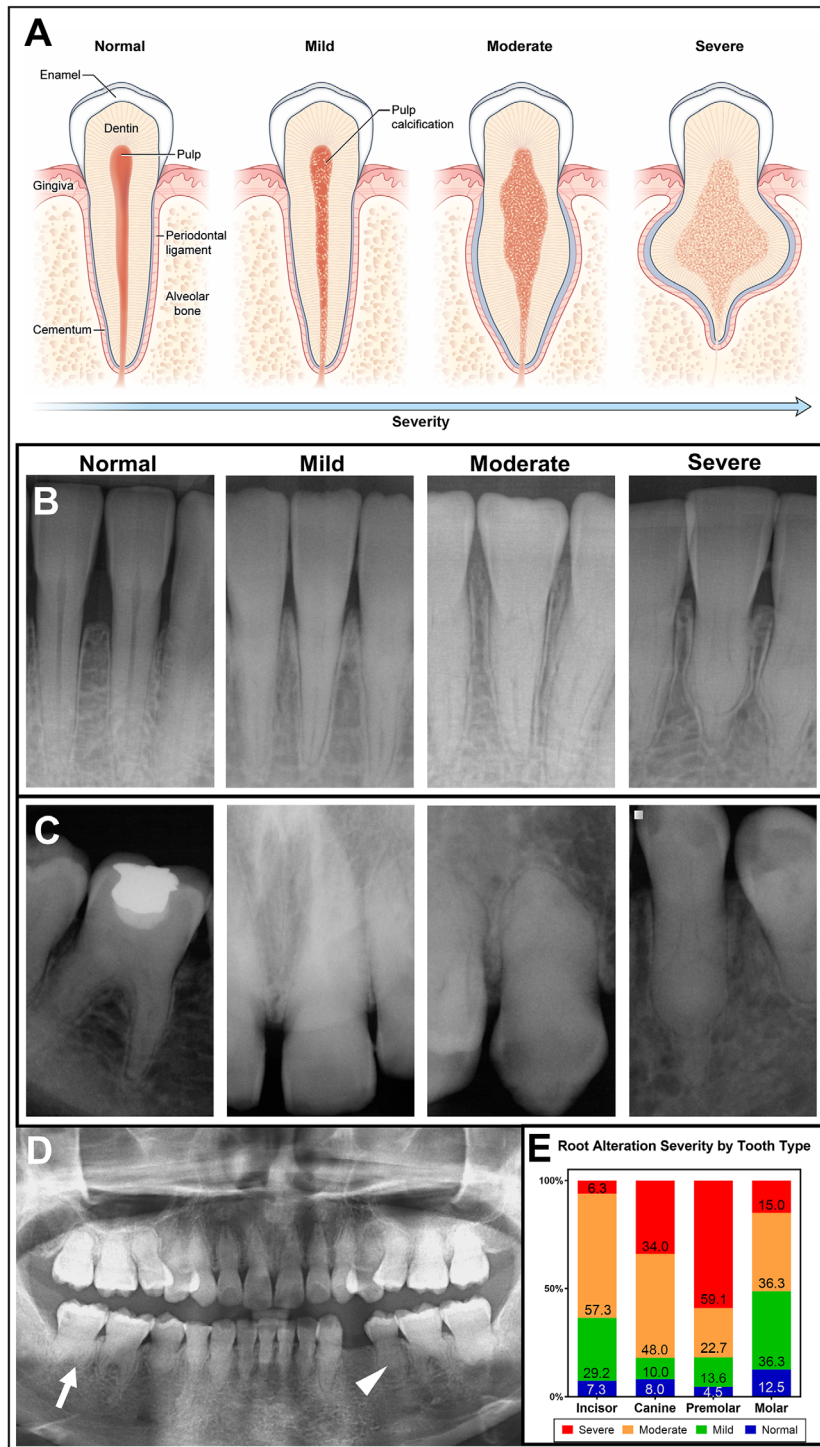 A
Normal Mild Moderate Severe
Enamel
Dentin
Pulp
Pulp
calcification
Gingiva
Periodontal
ligament
Alveolar
bone
Cementum
Severity
Normal Mild Moderate Severe
B
C
D
E
Root Alteration Severity by Tooth Type
100%
50%
0%
6.3 34.0 59.1 15.0
57.3 48.0 22.7 36.3
29.2 10.0 13.6 36.3
7.3 8.0 4.5 12.5
Incisor Canine Premolar Molar
Severe Moderate Mild Normal